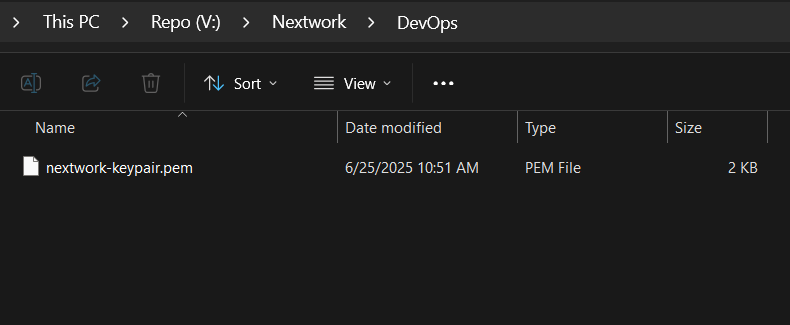 This PC > Repo (V:) > Nextwork > DevOps
Sort View
Name Date modified Type Size
nextwork-keypair.pem 6/25/2025 10:51 AM PEM File 2 KB